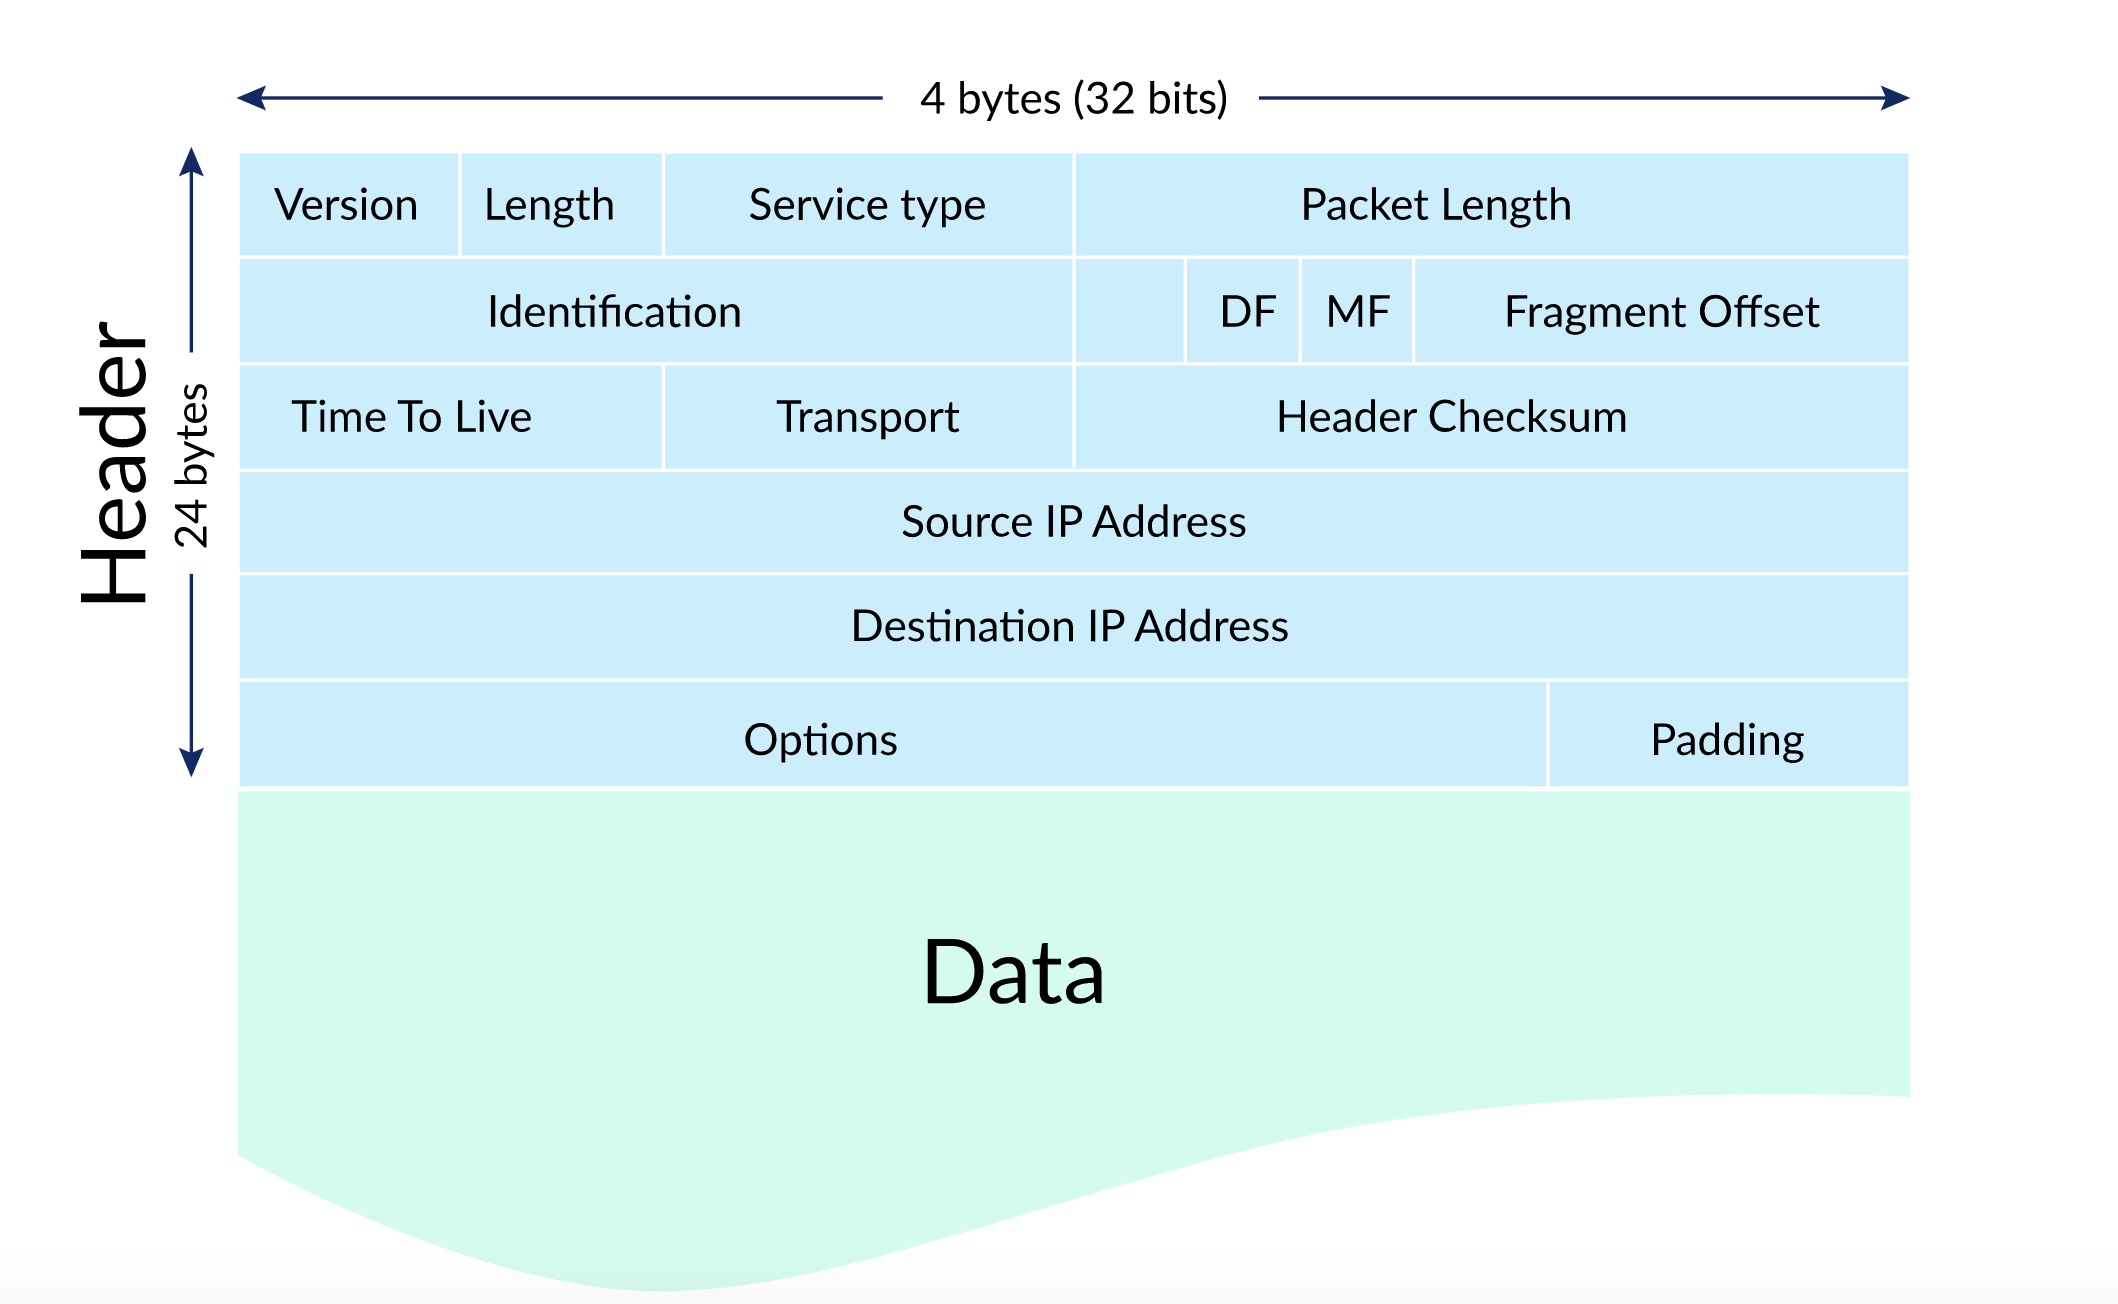 4 bytes (32 bits)
Header
24 bytes
Version
Length
Service type
Packet Length
Identification
DF
MF
Fragment Offset
Time To Live
Transport
Header Checksum
Source IP Address
Destination IP Address
Options
Padding
Data